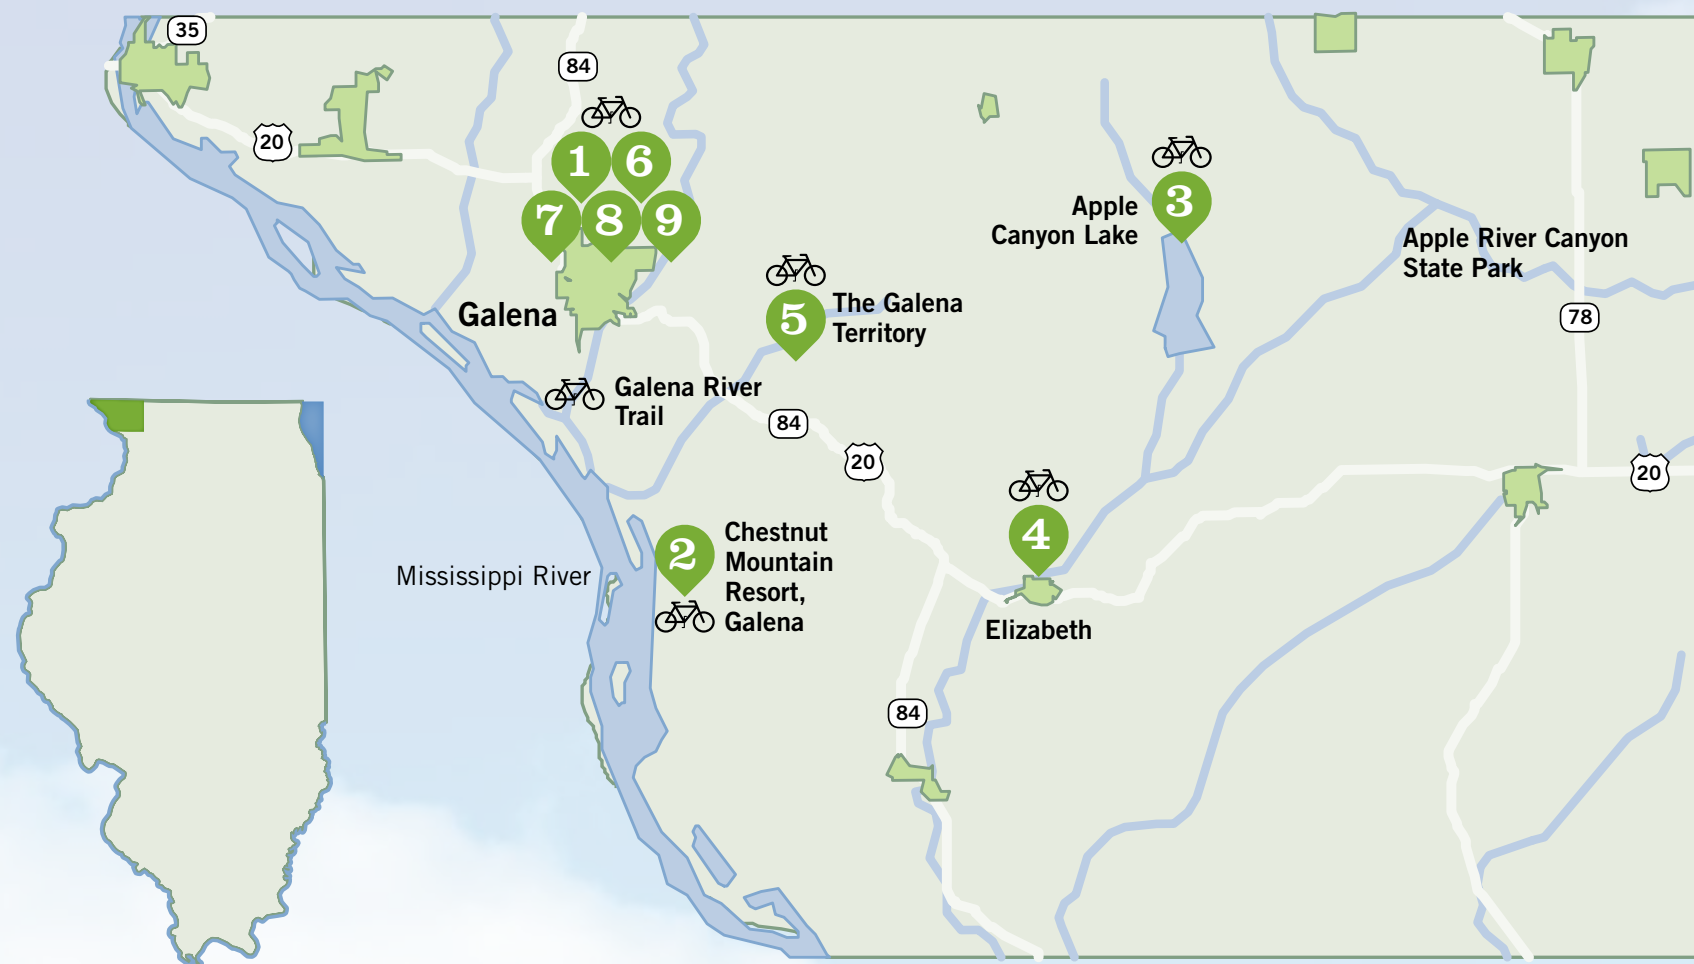 35
84
20
1 6
7 8 9
3
Apple
Canyon Lake
Apple River Canyon
State Park
78
Galena
5
The Galena
Territory
Galena River
Trail
84
20
20
4
Elizabeth
2
Chestnut
Mountain
Resort,
Galena
Mississippi River
84